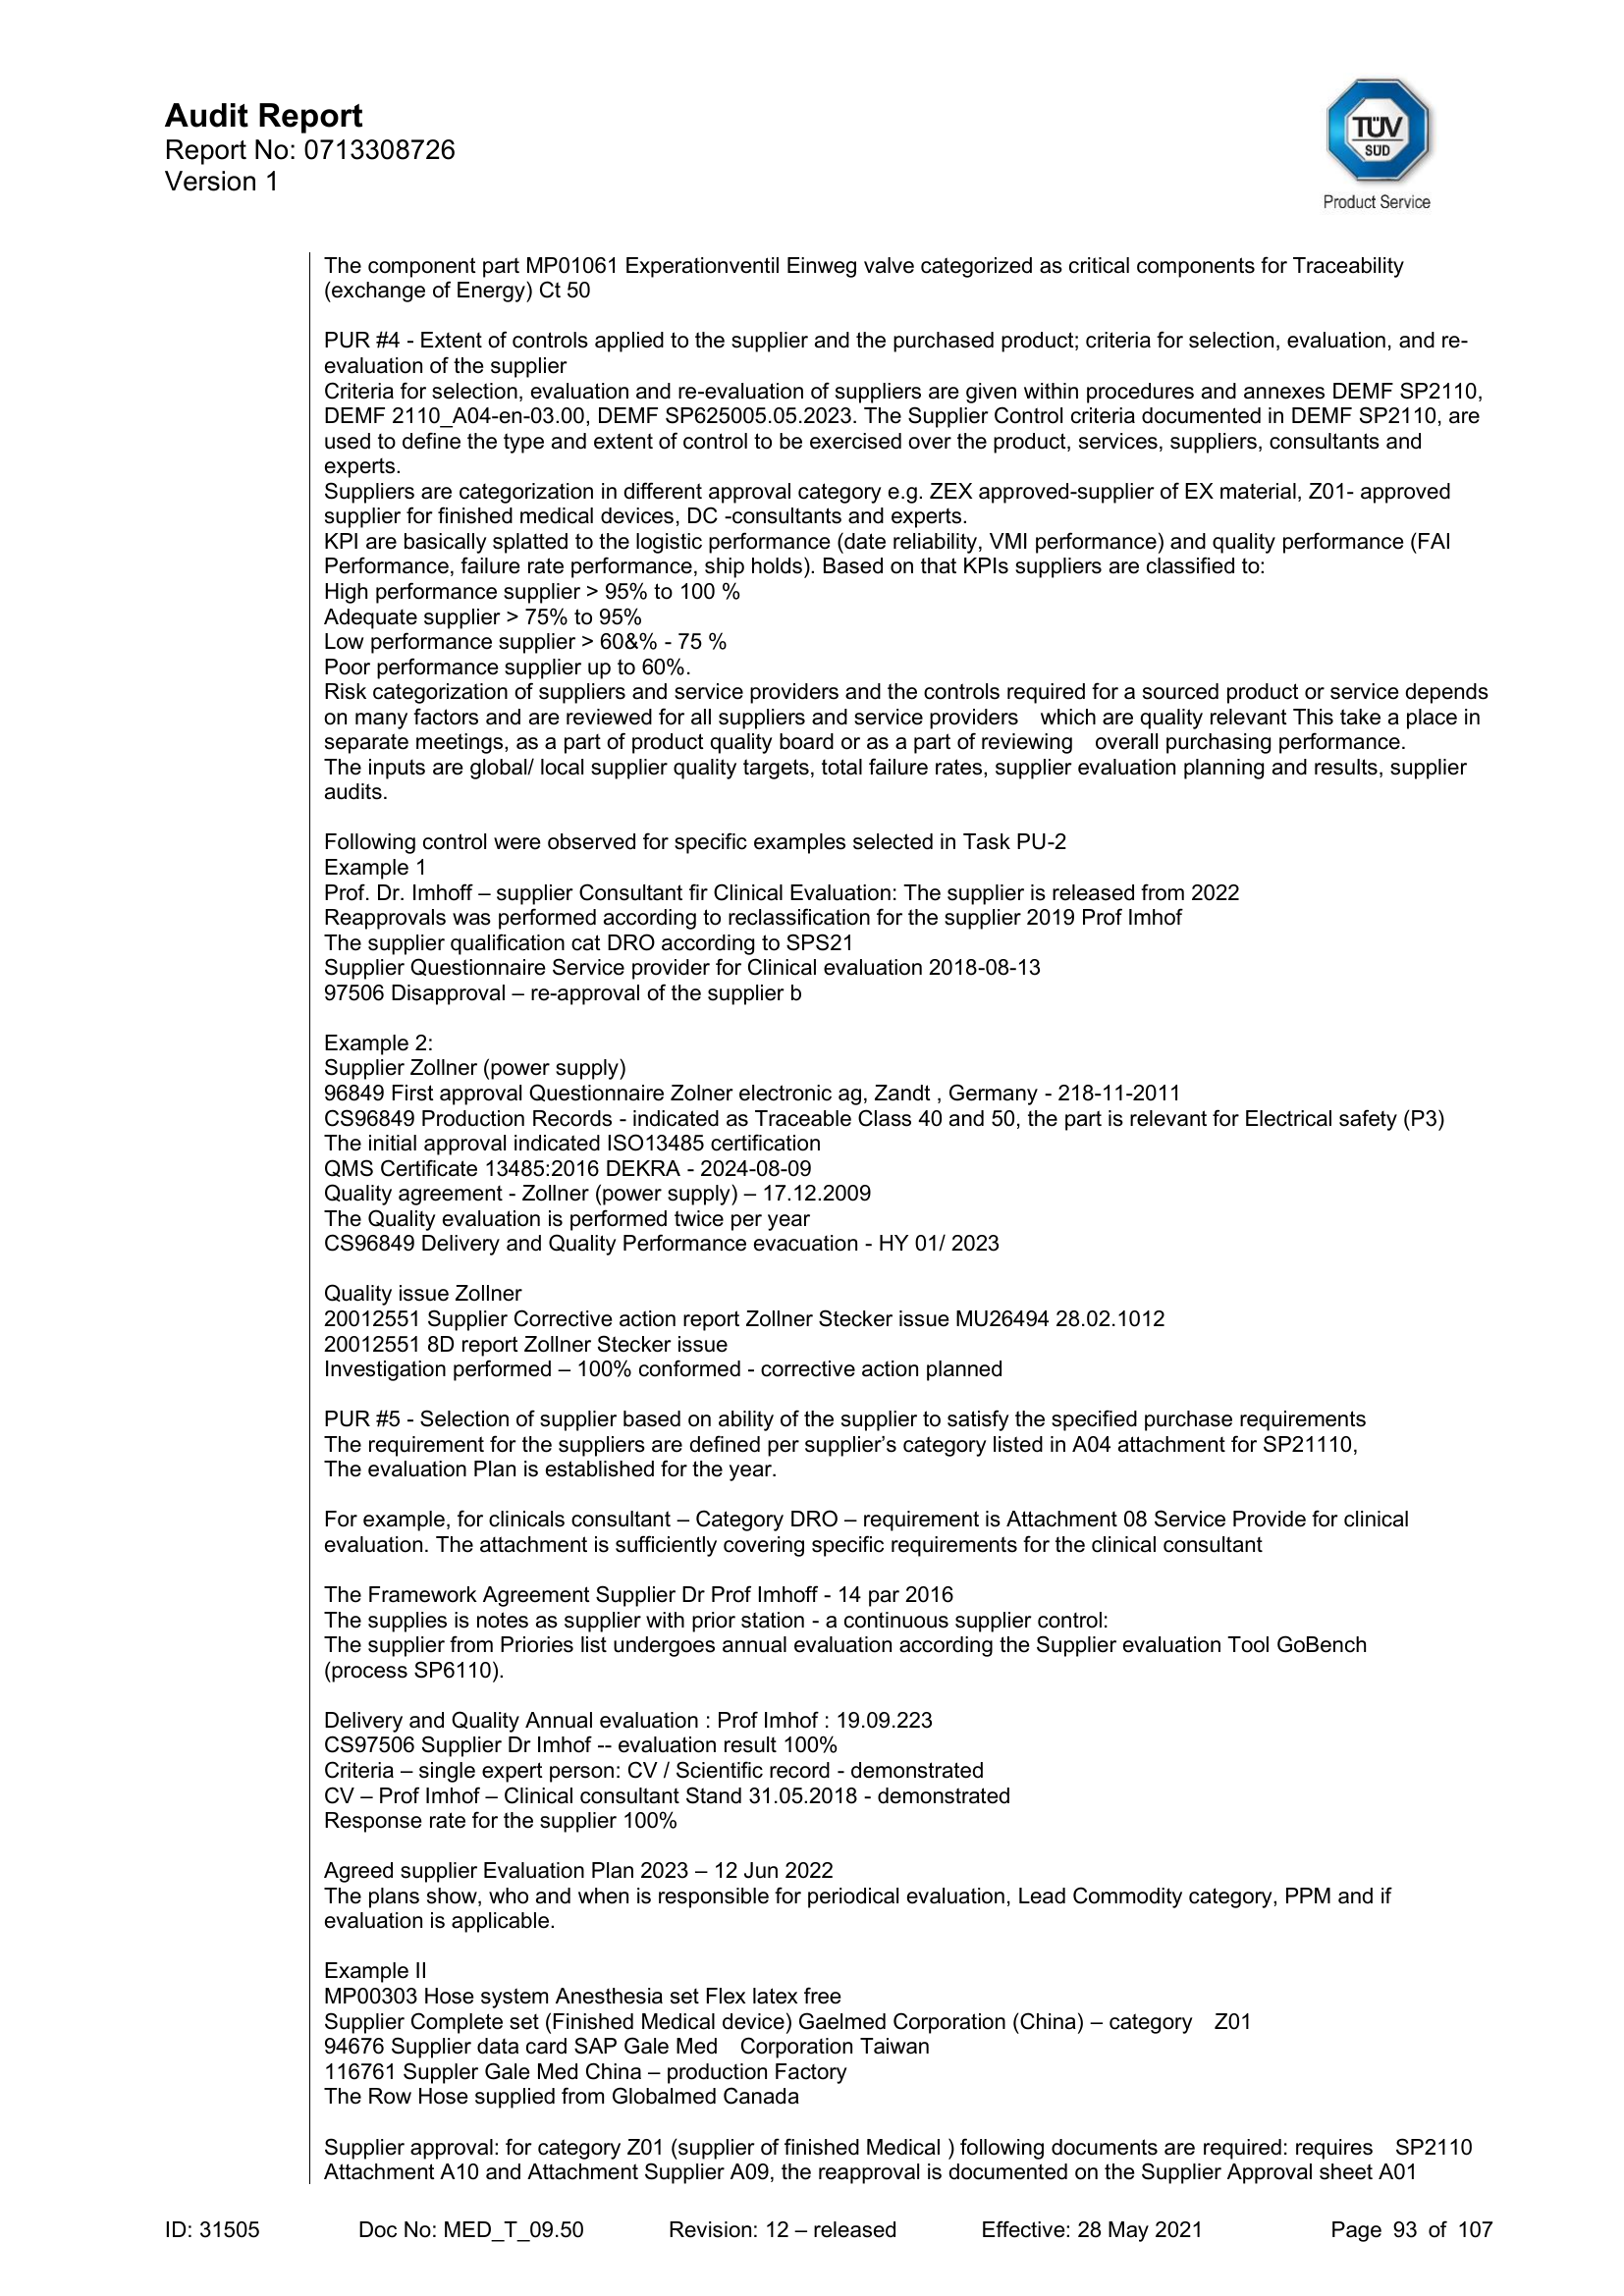 Audit Report
Report No: 0713308726
Version 1
TÜV
SÜD
Product Service
The component part MP01061 Experationventil Einweg valve categorized as critical components for Traceability
(exchange of Energy) Ct 50
PUR #4 - Extent of controls applied to the supplier and the purchased product; criteria for selection, evaluation, and re-
evaluation of the supplier
Criteria for selection, evaluation and re-evaluation of suppliers are given within procedures and annexes DEMF SP2110,
DEMF 2110_A04-en-03.00, DEMF SP625005.05.2023. The Supplier Control criteria documented in DEMF SP2110, are
used to define the type and extent of control to be exercised over the product, services, suppliers, consultants and
experts.
Suppliers are categorization in different approval category e.g. ZEX approved-supplier of EX material, Z01- approved
supplier for finished medical devices, DC -consultants and experts.
KPI are basically splatted to the logistic performance (date reliability, VMI performance) and quality performance (FAI
Performance, failure rate performance, ship holds). Based on that KPIs suppliers are classified to:
High performance supplier > 95% to 100 %
Adequate supplier > 75% to 95%
Low performance supplier > 60&% - 75 %
Poor performance supplier up to 60%.
Risk categorization of suppliers and service providers and the controls required for a sourced product or service depends
on many factors and are reviewed for all suppliers and service providers which are quality relevant This take a place in
separate meetings, as a part of product quality board or as a part of reviewing overall purchasing performance.
The inputs are global/ local supplier quality targets, total failure rates, supplier evaluation planning and results, supplier
audits.
Following control were observed for specific examples selected in Task PU-2
Example 1
Prof. Dr. Imhoff – supplier Consultant fir Clinical Evaluation: The supplier is released from 2022
Reapprovals was performed according to reclassification for the supplier 2019 Prof Imhof
The supplier qualification cat DRO according to SPS21
Supplier Questionnaire Service provider for Clinical evaluation 2018-08-13
97506 Disapproval – re-approval of the supplier b
Example 2:
Supplier Zollner (power supply)
96849 First approval Questionnaire Zolner electronic ag, Zandt , Germany - 218-11-2011
CS96849 Production Records - indicated as Traceable Class 40 and 50, the part is relevant for Electrical safety (P3)
The initial approval indicated ISO13485 certification
QMS Certificate 13485:2016 DEKRA - 2024-08-09
Quality agreement - Zollner (power supply) – 17.12.2009
The Quality evaluation is performed twice per year
CS96849 Delivery and Quality Performance evacuation - HY 01/ 2023
Quality issue Zollner
20012551 Supplier Corrective action report Zollner Stecker issue MU26494 28.02.1012
20012551 8D report Zollner Stecker issue
Investigation performed – 100% conformed - corrective action planned
PUR #5 - Selection of supplier based on ability of the supplier to satisfy the specified purchase requirements
The requirement for the suppliers are defined per supplier’s category listed in A04 attachment for SP21110,
The evaluation Plan is established for the year.
For example, for clinicals consultant – Category DRO – requirement is Attachment 08 Service Provide for clinical
evaluation. The attachment is sufficiently covering specific requirements for the clinical consultant
The Framework Agreement Supplier Dr Prof Imhoff - 14 par 2016
The supplies is notes as supplier with prior station - a continuous supplier control:
The supplier from Priories list undergoes annual evaluation according the Supplier evaluation Tool GoBench
(process SP6110).
Delivery and Quality Annual evaluation : Prof Imhof : 19.09.223
CS97506 Supplier Dr Imhof -- evaluation result 100%
Criteria – single expert person: CV / Scientific record - demonstrated
CV – Prof Imhof – Clinical consultant Stand 31.05.2018 - demonstrated
Response rate for the supplier 100%
Agreed supplier Evaluation Plan 2023 – 12 Jun 2022
The plans show, who and when is responsible for periodical evaluation, Lead Commodity category, PPM and if
evaluation is applicable.
Example II
MP00303 Hose system Anesthesia set Flex latex free
Supplier Complete set (Finished Medical device) Gaelmed Corporation (China) – category Z01
94676 Supplier data card SAP Gale Med Corporation Taiwan
116761 Suppler Gale Med China – production Factory
The Row Hose supplied from Globalmed Canada
Supplier approval: for category Z01 (supplier of finished Medical ) following documents are required: requires SP2110
Attachment A10 and Attachment Supplier A09, the reapproval is documented on the Supplier Approval sheet A01
ID: 31505 Doc No: MED_T_09.50 Revision: 12 – released Effective: 28 May 2021 Page 93 of 107